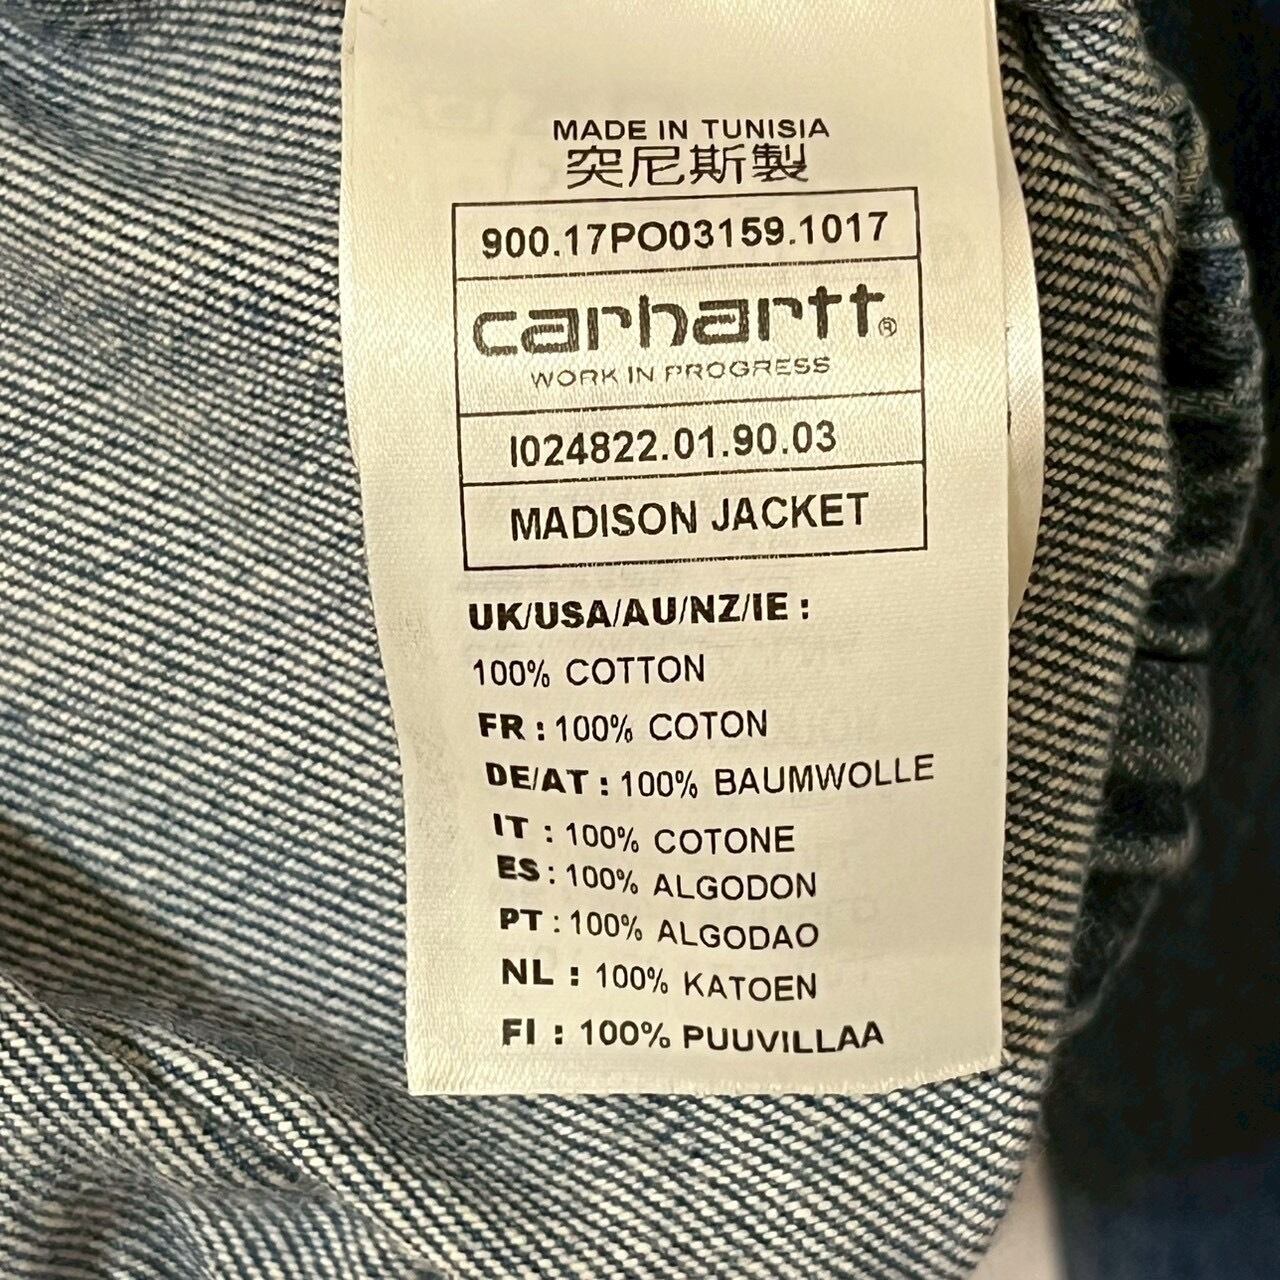 MADE IN TUNISIA
突尼斯製
900.17PO03159.1017
carhartt®
WORK IN PROGRESS
I024822.01.90.03
MADISON JACKET
UK/USA/AU/NZ/IE :
100% COTTON
FR : 100% COTON
DE/AT : 100% BAUMWOLLE
IT : 100% COTONE
ES : 100% ALGODON
PT : 100% ALGODAO
NL : 100% KATOEN
FI : 100% PUUVILLAA